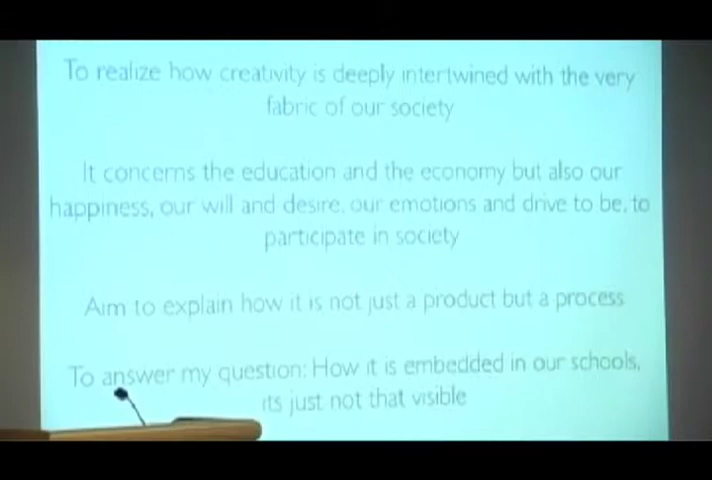 To realize how creativity is deeply intertwined with the very
fabric of our society
It concerns the education and the economy but also our
happiness, our will and desire, our emotions and drive to be, to
participate in society
Aim to explain how it is not just a product but a process
To answer my question: How it is embedded in our schools,
its just not that visible